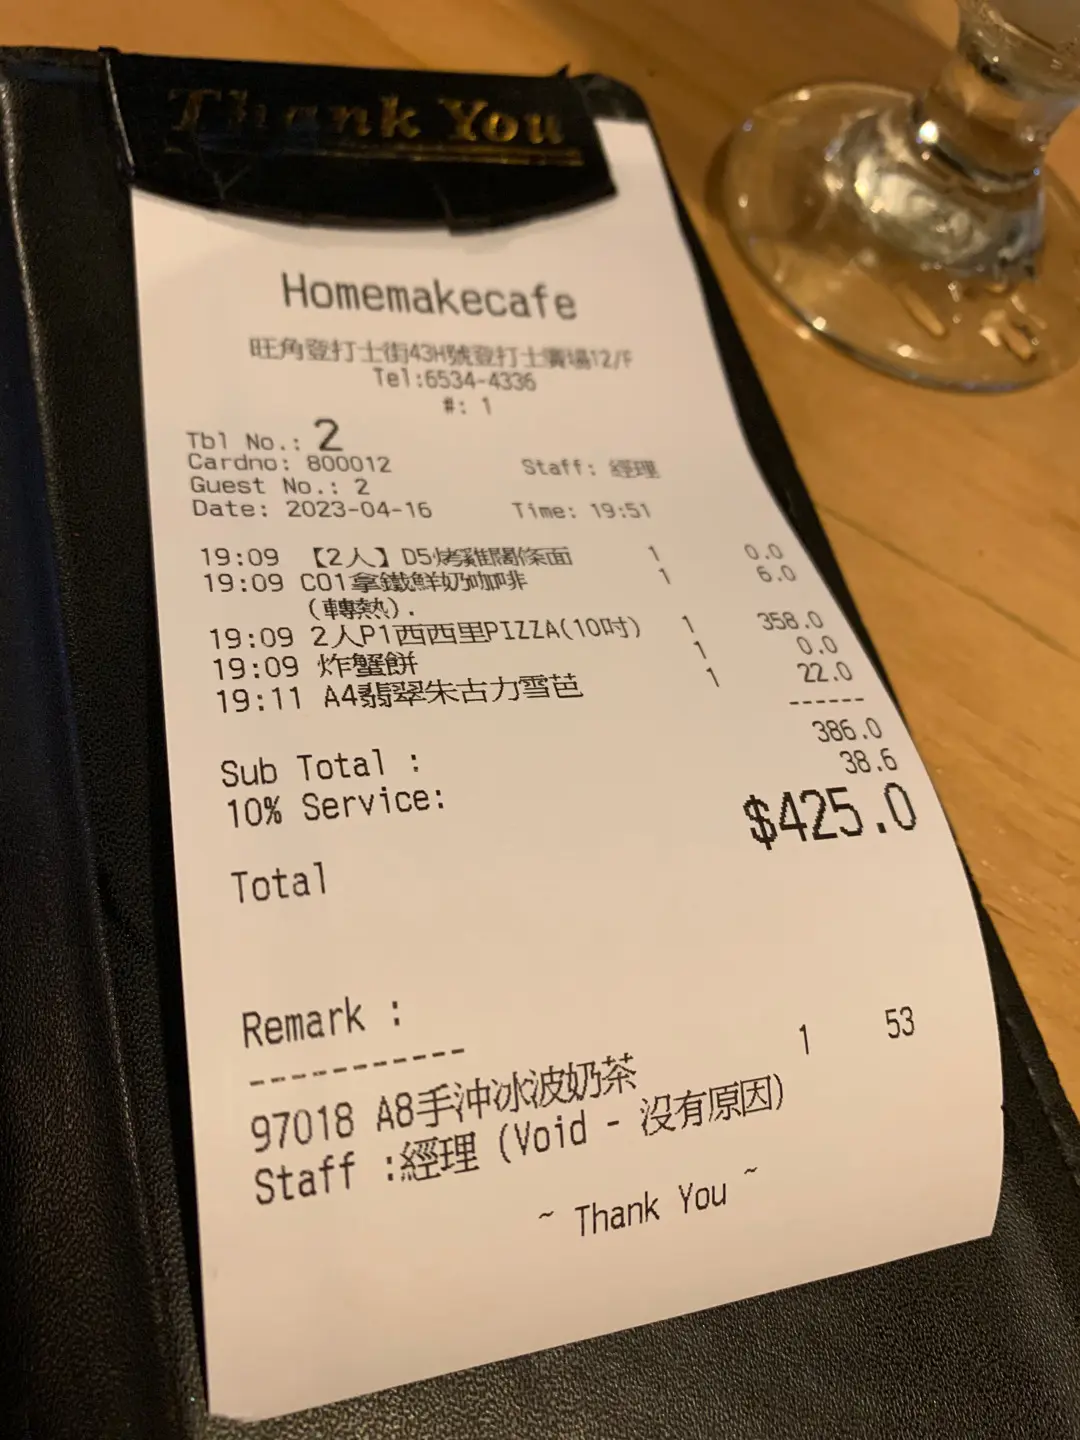 Thank You
Homemakecafe
旺角登打士街43H號登打士廣場12/F
Tel:6534-4336
#: 1
Tbl No.: 2
Cardno: 800012 Staff: 經理
Guest No.: 2
Date: 2023-04-16 Time: 19:51
19:09 【2人】D5烤雞闊條面 1 0.0
19:09 C01拿鐵鮮奶咖啡 1 6.0
(轉熱).
19:09 2人P1西西里PIZZA(10吋) 1 358.0
19:09 炸蟹餅 1 0.0
19:11 A4翡翠朱古力雪芭 1 22.0
------
Sub Total : 386.0
10% Service: 38.6
Total $425.0
Remark :
-----------
97018 A8手沖冰波奶茶 1 53
Staff :經理 (Void - 沒有原因)
~ Thank You ~